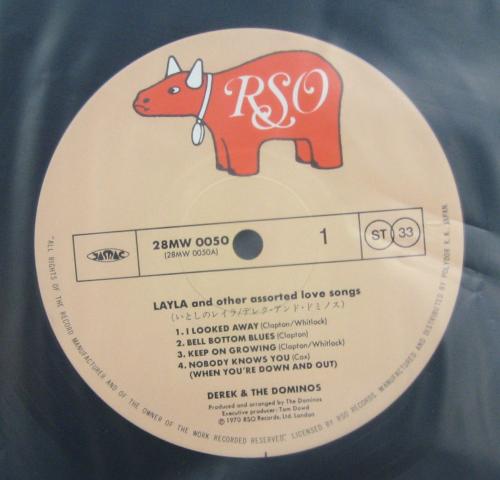 RSO
JASRAC
28MW 0050
(28MW 0050A)
1
ST 33
LAYLA and other assorted love songs
(いとしのレイラ/デレク・アンド・ドミノス)
1. I LOOKED AWAY (Clapton/Whitlock)
2. BELL BOTTOM BLUES (Clapton)
3. KEEP ON GROWING (Clapton/Whitlock)
4. NOBODY KNOWS YOU (Cox)
(WHEN YOU'RE DOWN AND OUT)
DEREK & THE DOMINOS
Produced and arranged by The Dominos
Executive producer: Tom Dowd
℗ 1970 RSO Records, Ltd. London
"ALL RIGHTS OF THE RECORD MANUFACTURER AND OF THE OWNER OF THE WORK RECORDED RESERVED". LICENSED BY RSO RECORDS. MANUFACTURED AND DISTRIBUTED BY POLYDOR K.K. JAPAN.